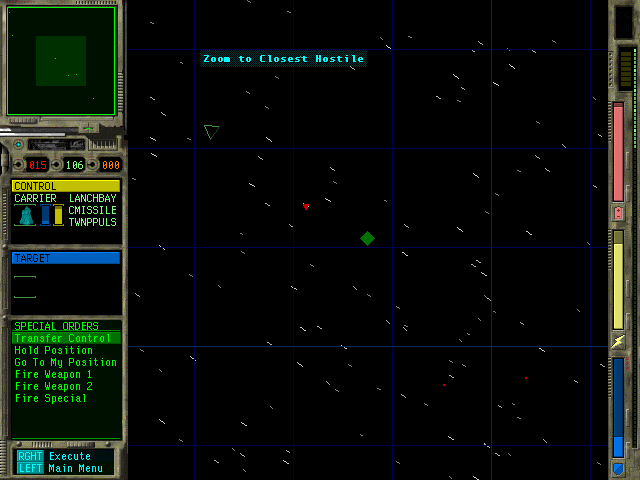 Zoom to Closest Hostile
015 106 000
CONTROL
CARRIER LANCHBAY
CMISSILE
TWNPPULS
TARGET
SPECIAL ORDERS
Transfer Control
Hold Position
Go To My Position
Fire Weapon 1
Fire Weapon 2
Fire Special
RGHT Execute
LEFT Main Menu